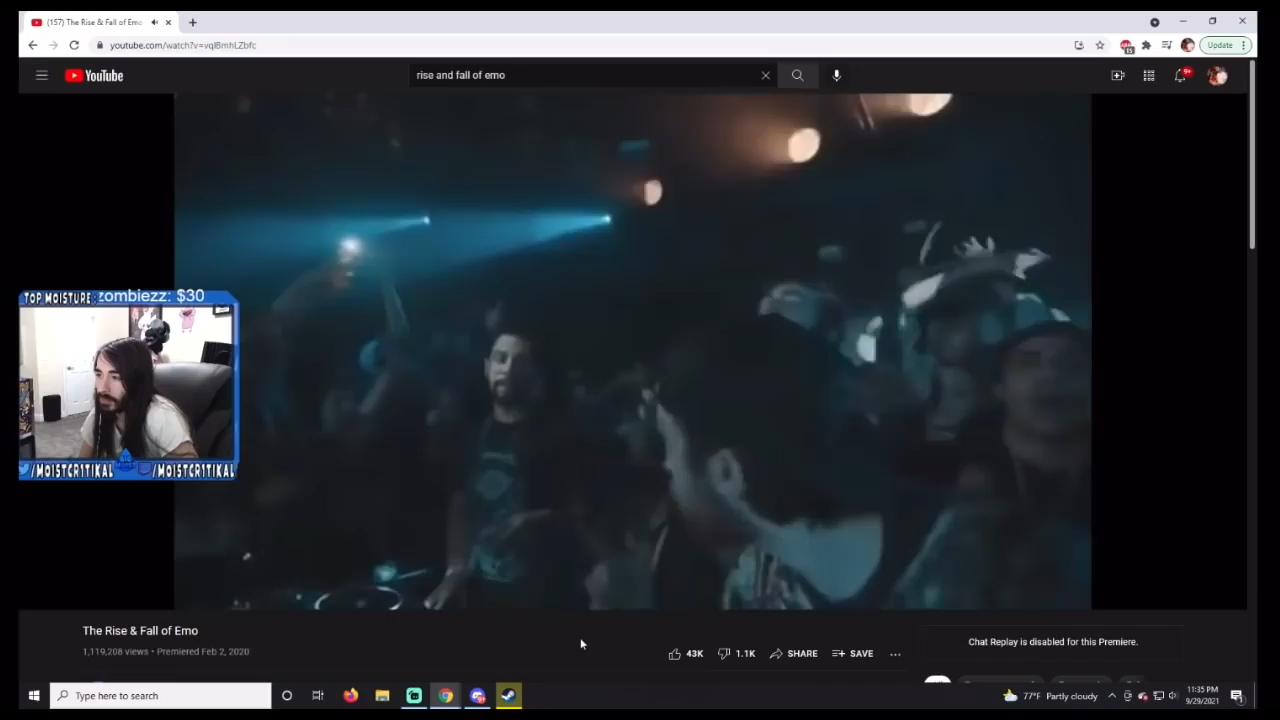 (157) The Rise & Fall of Emo
youtube.com/watch?v=vqIBmhLZbfc
Update
YouTube
rise and fall of emo
9+
TOP MOISTURE: zombiezz: $30
/MOISTCR1TIKAL /MOISTCR1TIKAL
The Rise & Fall of Emo
1,119,208 views • Premiered Feb 2, 2020
43K 1.1K SHARE SAVE
Chat Replay is disabled for this Premiere.
Type here to search
77°F Partly cloudy
11:35 PM
9/29/2021